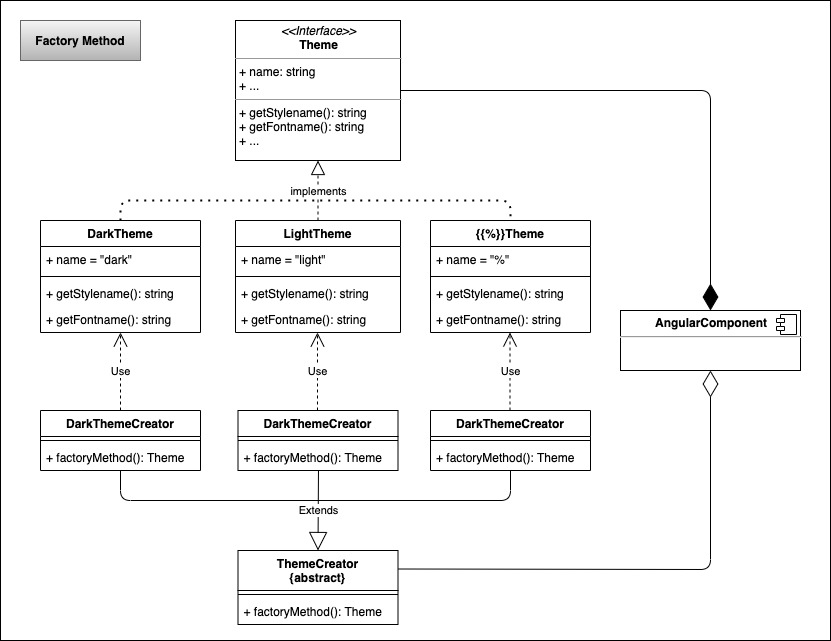 Factory Method
<<Interface>>
Theme
+ name: string
+ ...
+ getStylename(): string
+ getFontname(): string
+ ...
implements
DarkTheme
+ name = "dark"
+ getStylename(): string
+ getFontname(): string
LightTheme
+ name = "light"
+ getStylename(): string
+ getFontname(): string
{{%}}Theme
+ name = "%"
+ getStylename(): string
+ getFontname(): string
AngularComponent
Use
Use
Use
DarkThemeCreator
+ factoryMethod(): Theme
DarkThemeCreator
+ factoryMethod(): Theme
DarkThemeCreator
+ factoryMethod(): Theme
Extends
ThemeCreator
{abstract}
+ factoryMethod(): Theme